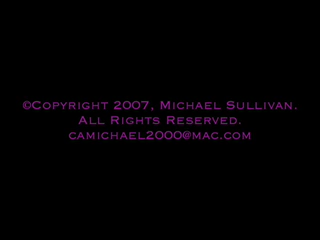 ©Copyright 2007, Michael Sullivan.
All Rights Reserved.
camichael2000@mac.com